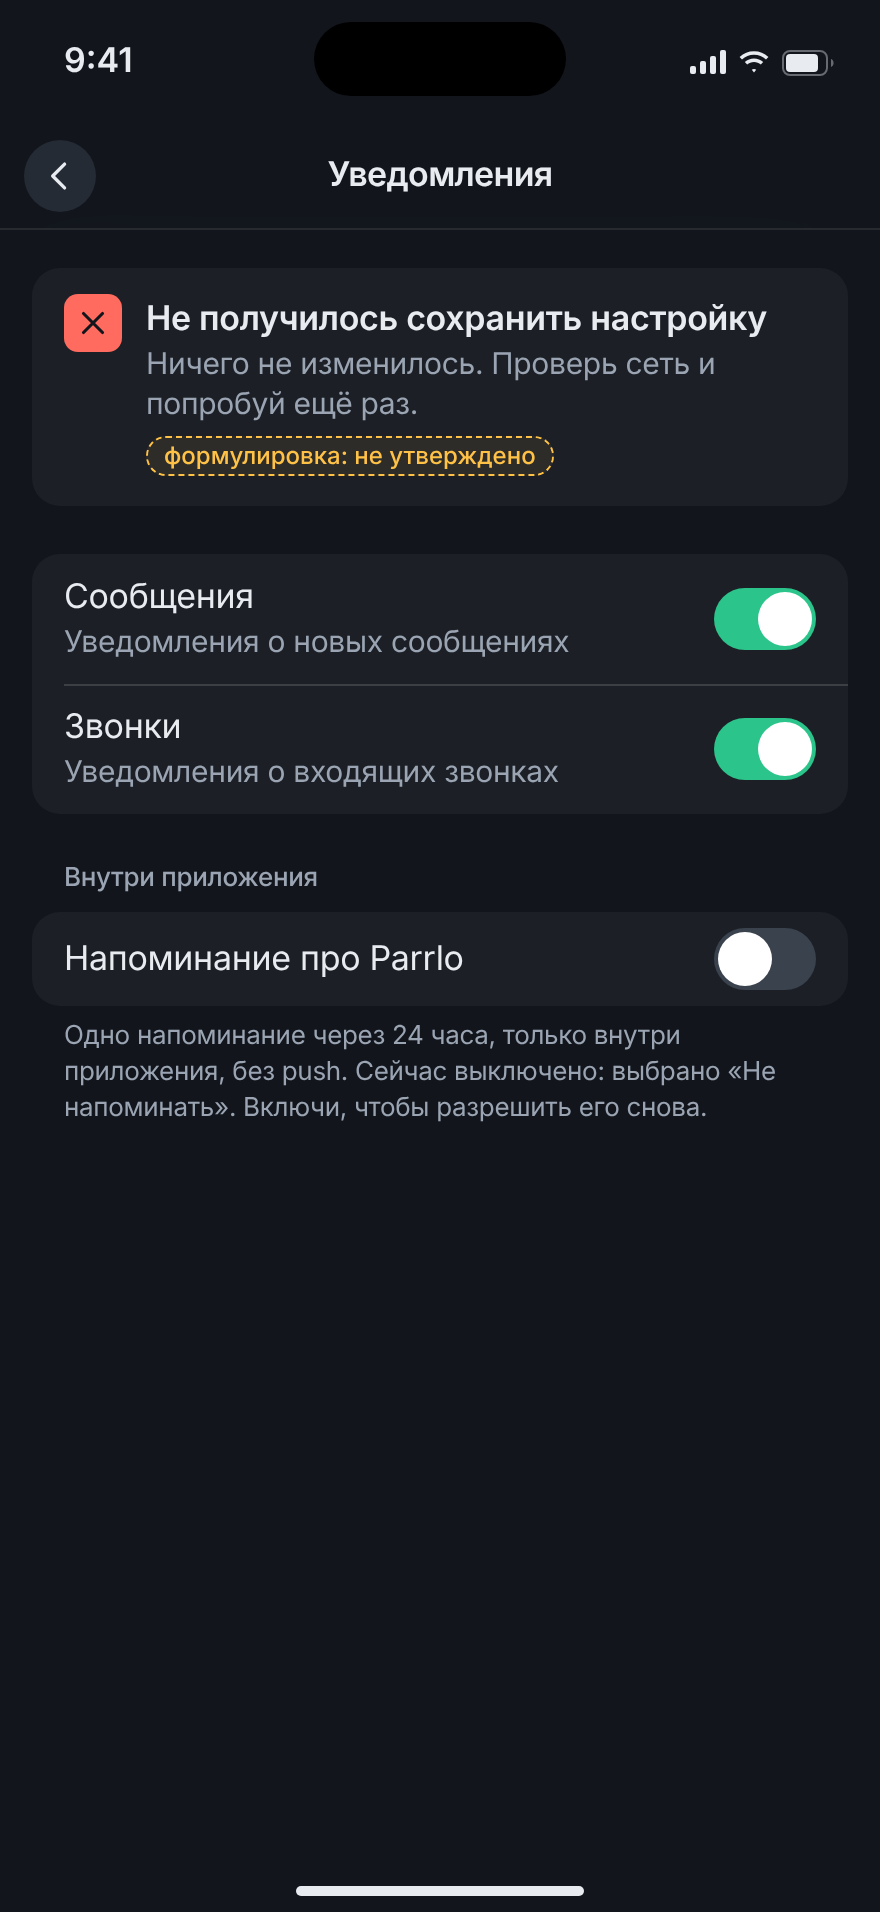 9:41
Уведомления
Не получилось сохранить настройку
Ничего не изменилось. Проверь сеть и
попробуй ещё раз.
формулировка: не утверждено
Сообщения
Уведомления о новых сообщениях
Звонки
Уведомления о входящих звонках
Внутри приложения
Напоминание про Parrlo
Одно напоминание через 24 часа, только внутри
приложения, без push. Сейчас выключено: выбрано «Не
напоминать». Включи, чтобы разрешить его снова.